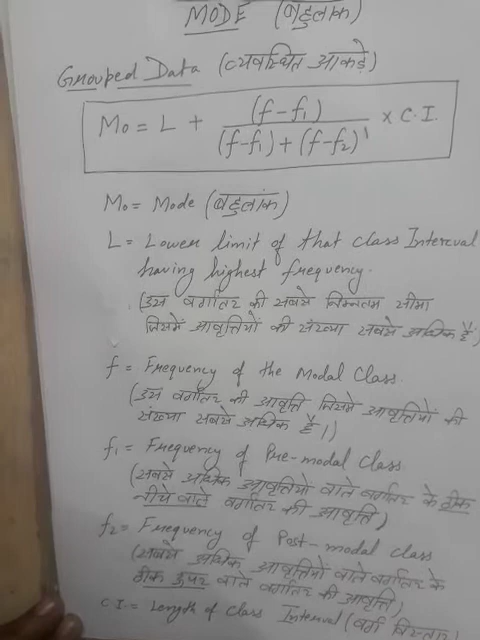 MODE (बहुलांक)
Grouped Data (व्यवस्थित आकड़े)
Mo = L + (f-f₁) / (f-f₁) + (f-f₂) × C.I.
Mo = Mode (बहुलांक)
L = Lower limit of that class Interval
having highest frequency.
(उस वर्गांतर की सबसे निम्नतम सीमा
जिसमें आवृत्तियों की संख्या सबसे अधिक है)
f = Frequency of the Modal Class.
(उस वर्गांतर की आवृत्ति जिसमें आवृत्तियों की
संख्या सबसे अधिक है।)
f₁ = Frequency of Pre-modal Class
(सबसे अधिक आवृत्तियों वाले वर्गांतर के ठीक
नीचे वाले वर्गांतर की आवृत्ति)
f₂ = Frequency of Post-modal Class
(सबसे अधिक आवृत्तियों वाले वर्गांतर के
ठीक ऊपर वाले वर्गांतर की आवृत्ति)
C.I. = Length of Class Interval (वर्ग विस्तार)